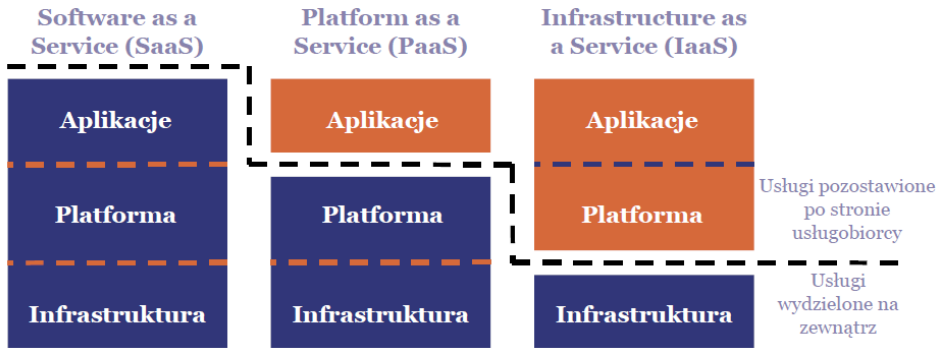 Software as a
Service (SaaS)
Platform as a
Service (PaaS)
Infrastructure as
a Service (IaaS)
Aplikacje
Platforma
Infrastruktura
Aplikacje
Platforma
Infrastruktura
Aplikacje
Platforma
Infrastruktura
Usługi pozostawione
po stronie
usługobiorcy
Usługi
wydzielone na
zewnątrz